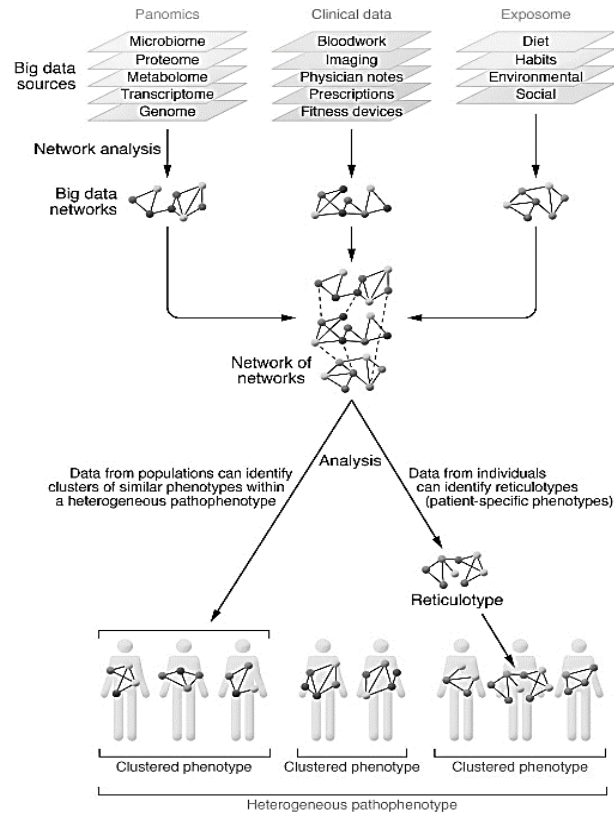 Panomics
Clinical data
Exposome
Big data
sources
Microbiome
Proteome
Metabolome
Transcriptome
Genome
Bloodwork
Imaging
Physician notes
Prescriptions
Fitness devices
Diet
Habits
Environmental
Social
Network analysis
Big data
networks
Network of
networks
Analysis
Data from populations can identify
clusters of similar phenotypes within
a heterogeneous pathophenotype
Data from individuals
can identify reticulotypes
(patient-specific phenotypes)
Reticulotype
Clustered phenotype
Clustered phenotype
Clustered phenotype
Heterogeneous pathophenotype